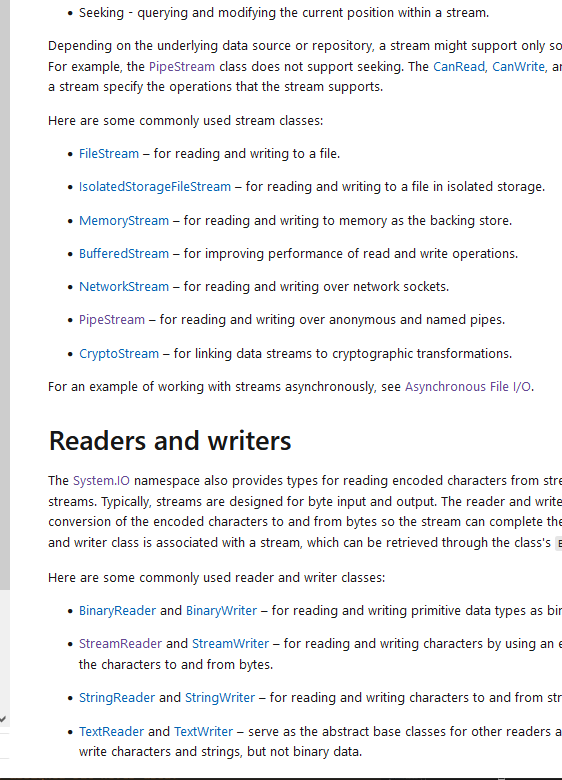 • Seeking - querying and modifying the current position within a stream.
Depending on the underlying data source or repository, a stream might support only
For example, the PipeStream class does not support seeking. The CanRead, CanWrite,
a stream specify the operations that the stream supports.
Here are some commonly used stream classes:
• FileStream – for reading and writing to a file.
• IsolatedStorageFileStream – for reading and writing to a file in isolated storage.
• MemoryStream – for reading and writing to memory as the backing store.
• BufferedStream – for improving performance of read and write operations.
• NetworkStream – for reading and writing over network sockets.
• PipeStream – for reading and writing over anonymous and named pipes.
• CryptoStream – for linking data streams to cryptographic transformations.
For an example of working with streams asynchronously, see Asynchronous File I/O.
Readers and writers
The System.IO namespace also provides types for reading encoded characters from
streams. Typically, streams are designed for byte input and output. The reader and
conversion of the encoded characters to and from bytes so the stream can complete the
and writer class is associated with a stream, which can be retrieved through the class's
Here are some commonly used reader and writer classes:
• BinaryReader and BinaryWriter – for reading and writing primitive data types as
• StreamReader and StreamWriter – for reading and writing characters by using an
the characters to and from bytes.
• StringReader and StringWriter – for reading and writing characters to and from
• TextReader and TextWriter – serve as the abstract base classes for other readers
write characters and strings, but not binary data.